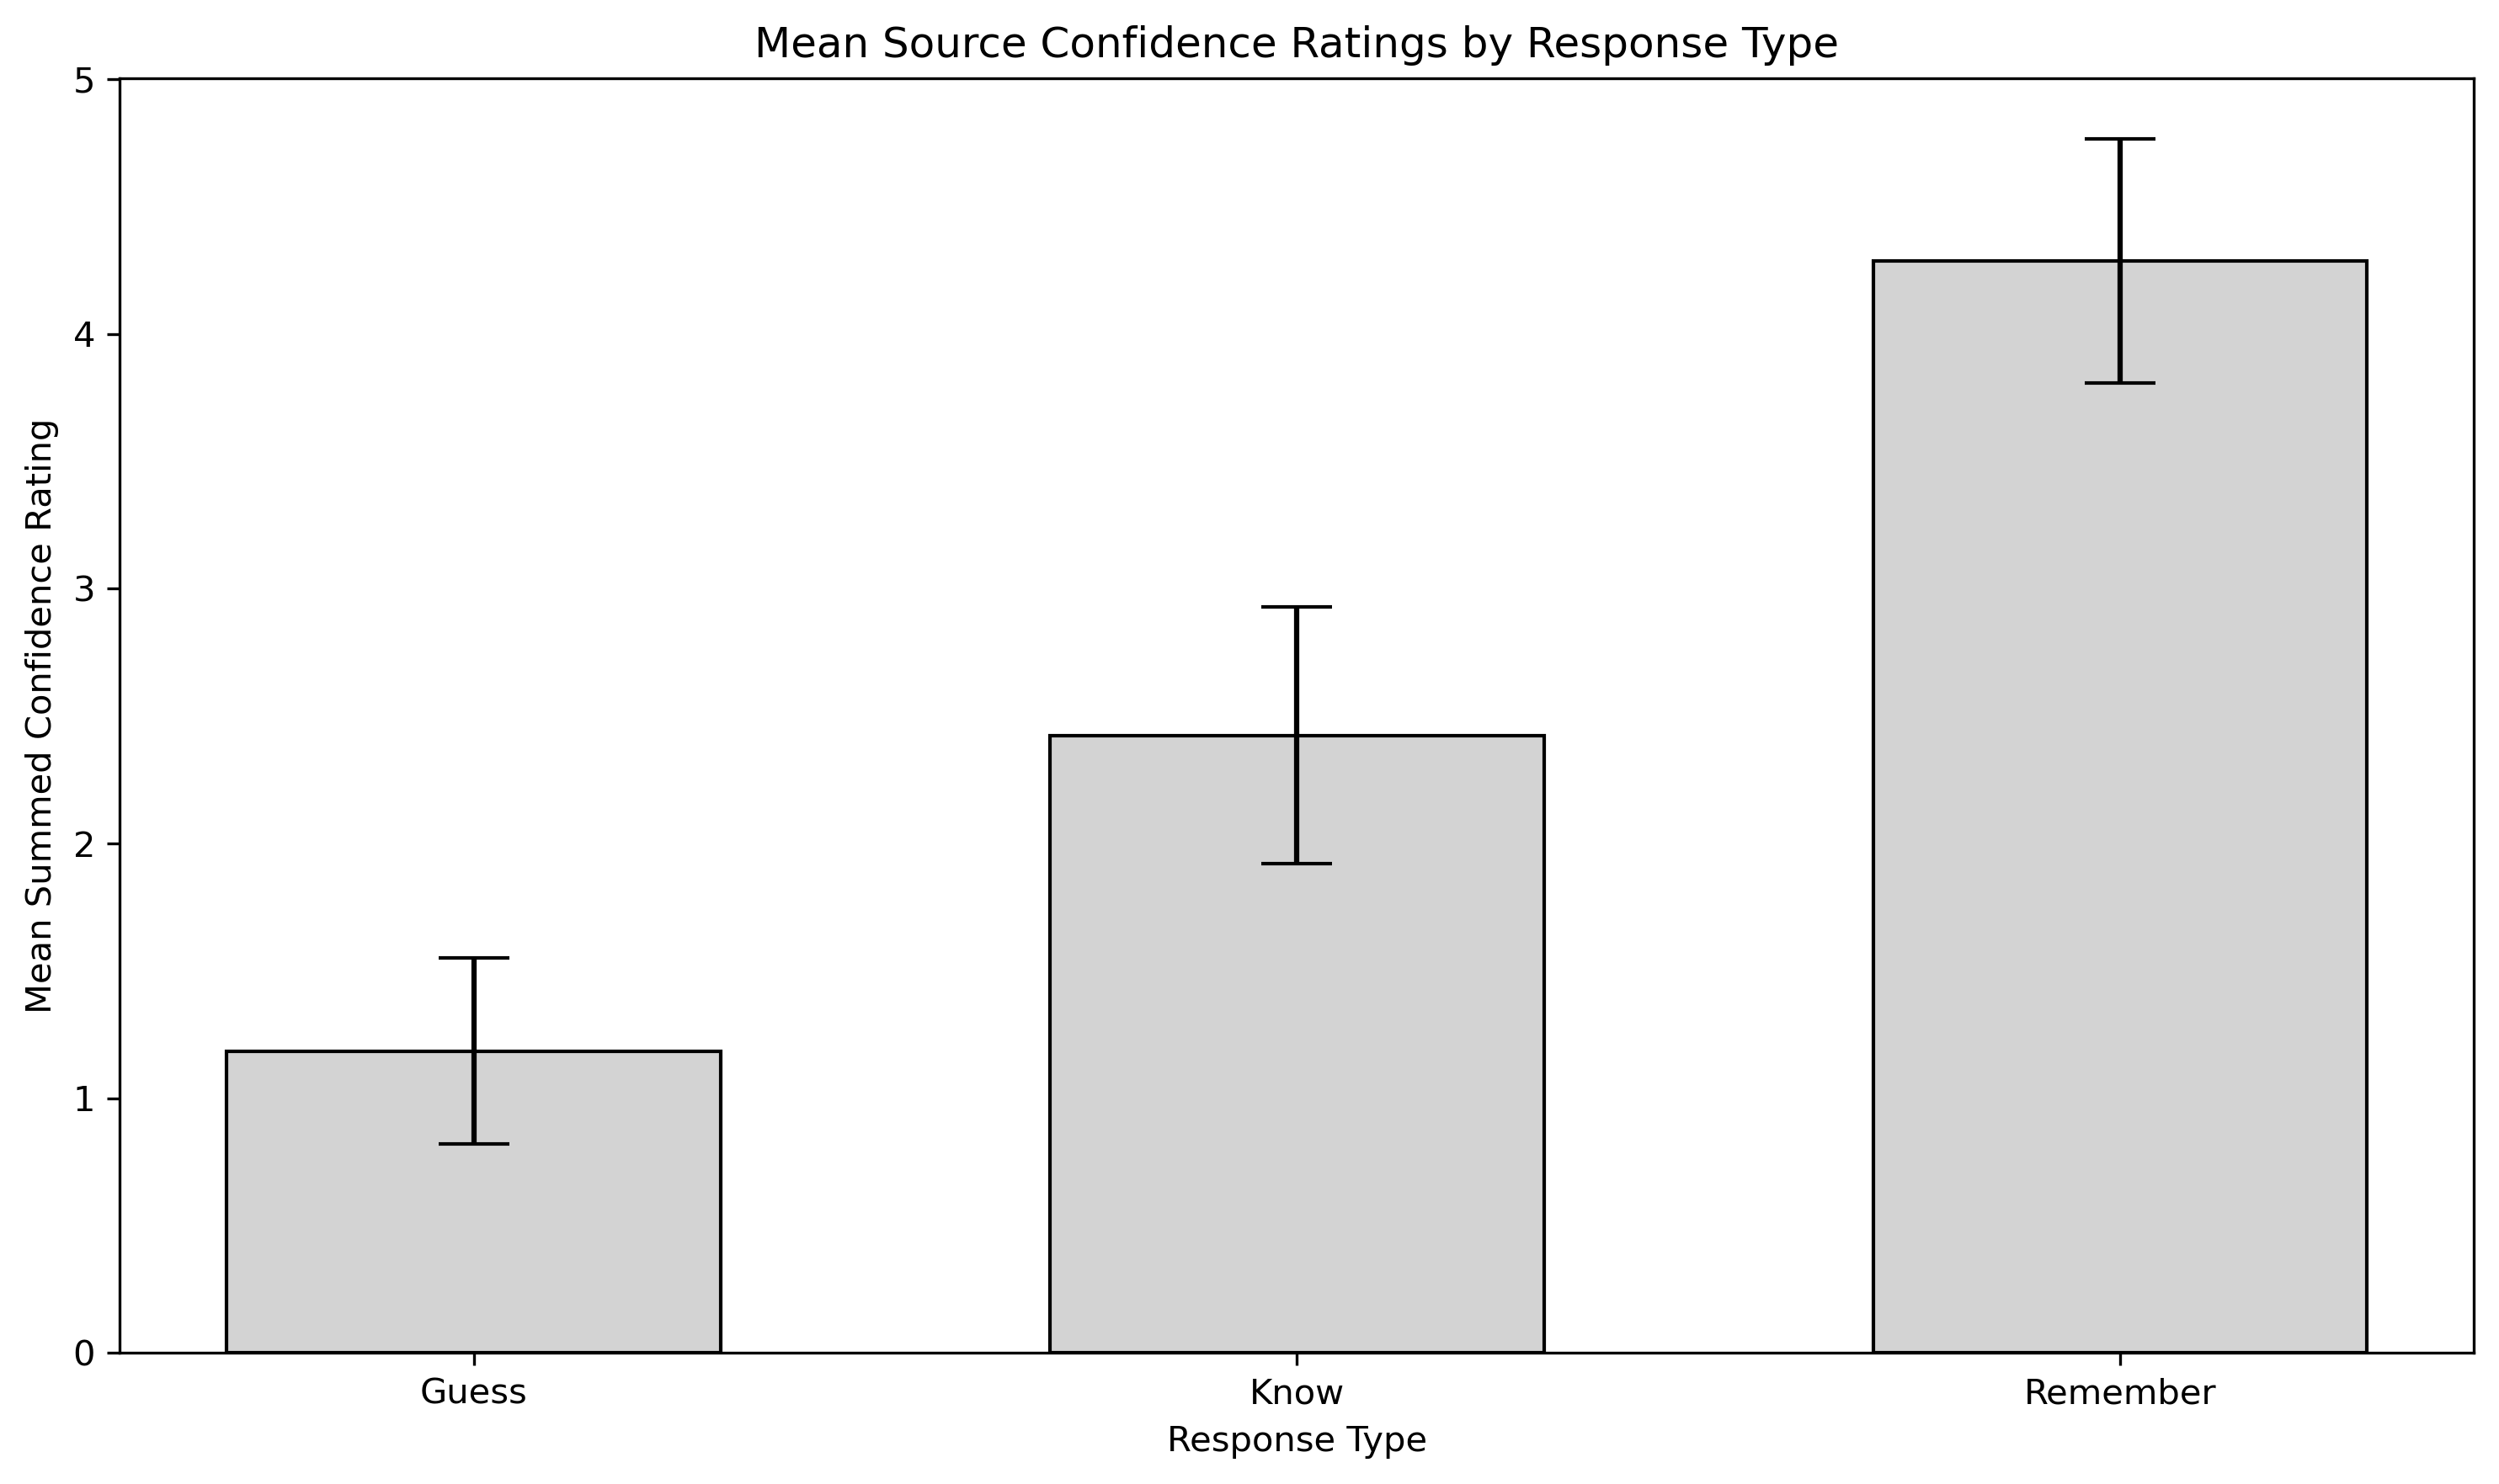 Mean Source Confidence Ratings by Response Type
Mean Summed Confidence Rating
5
4
3
2
1
0
Guess Know Remember
Response Type